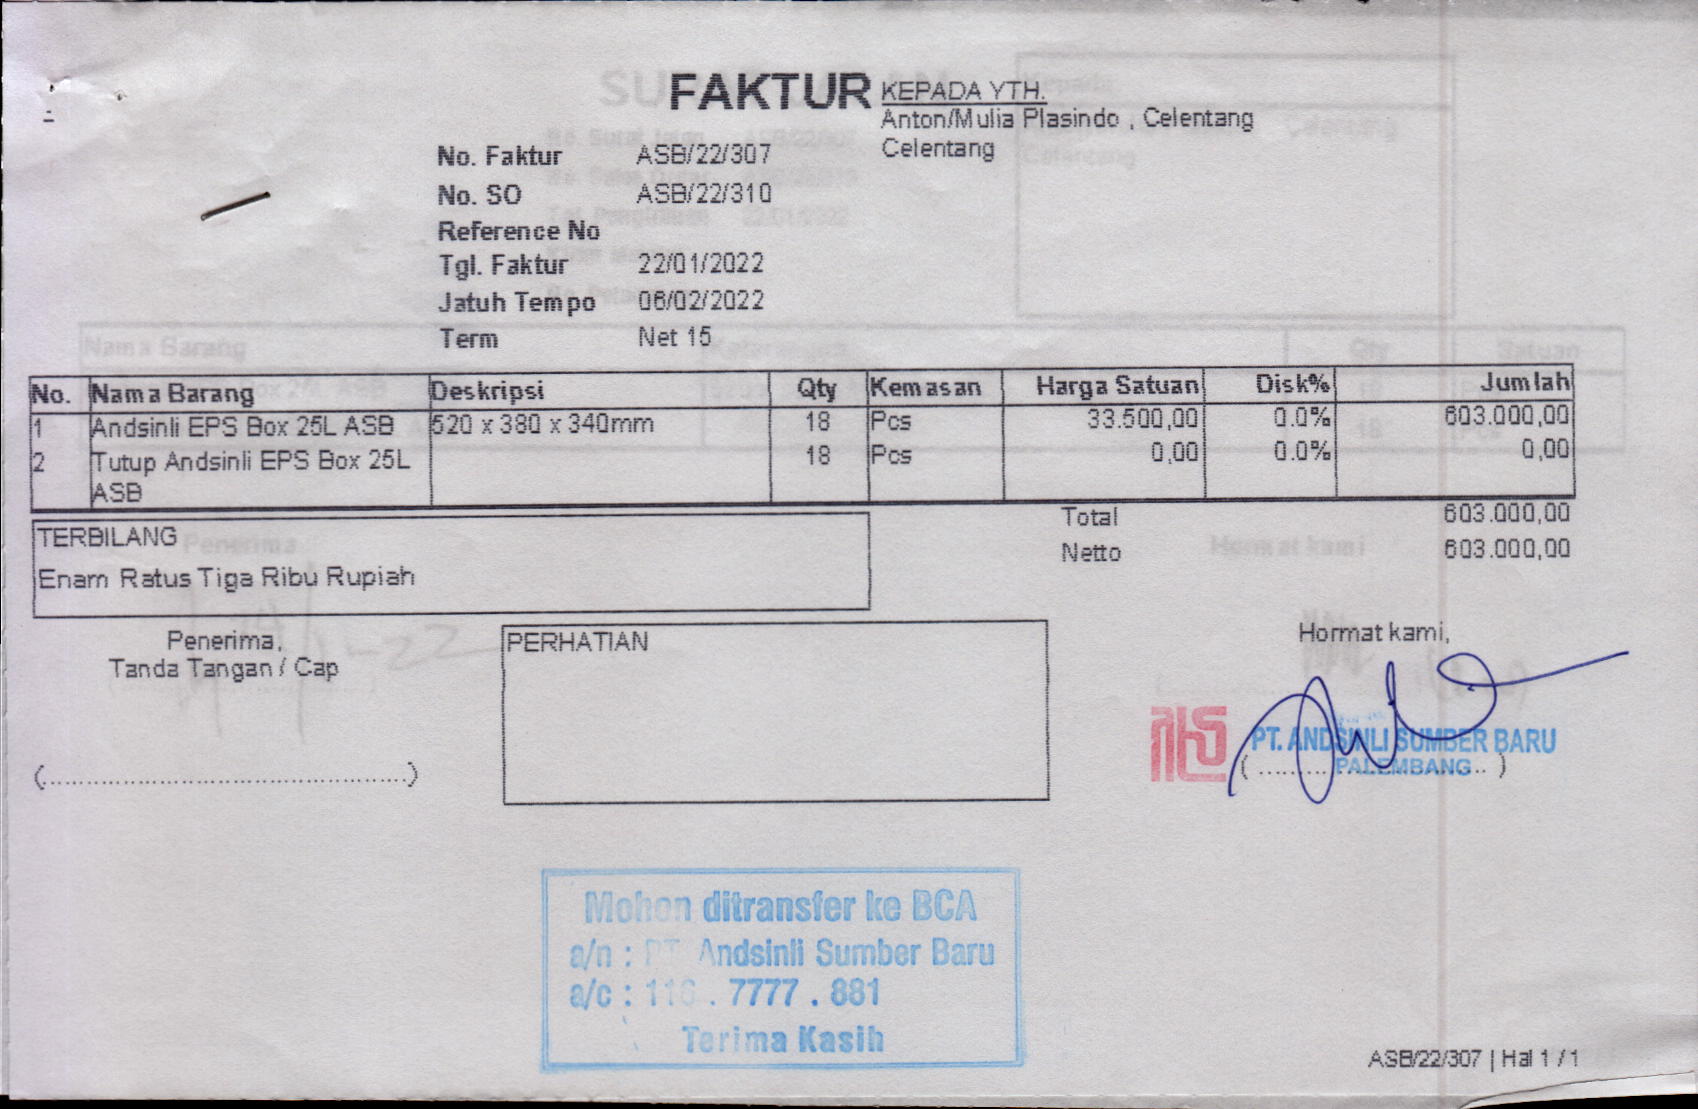 FAKTUR
KEPADA YTH.
Anton/Mulia Plasindo , Celentang
Celentang
No. Faktur ASB/22/307
No. SO ASB/22/310
Reference No
Tgl. Faktur 22/01/2022
Jatuh Tempo 06/02/2022
Term Net 15
No. Nama Barang Deskripsi Qty Kemasan Harga Satuan Disk% Jumlah
1 Andsinli EPS Box 25L ASB 520 x 380 x 340mm 18 Pcs 33.500,00 0.0% 603.000,00
2 Tutup Andsinli EPS Box 25L 18 Pcs 0,00 0.0% 0,00
ASB
Total 603.000,00
Netto 603.000,00
TERBILANG
Enam Ratus Tiga Ribu Rupiah
Penerima,
Tanda Tangan / Cap
(..............................................)
PERHATIAN
Hormat kami,
PT. ANDSINLI SUMBER BARU
PALEMBANG
Mohon ditransfer ke BCA
a/n : PT Andsinli Sumber Baru
a/c : 116 . 7777 . 881
Terima Kasih
ASB/22/307 | Hal 1 / 1